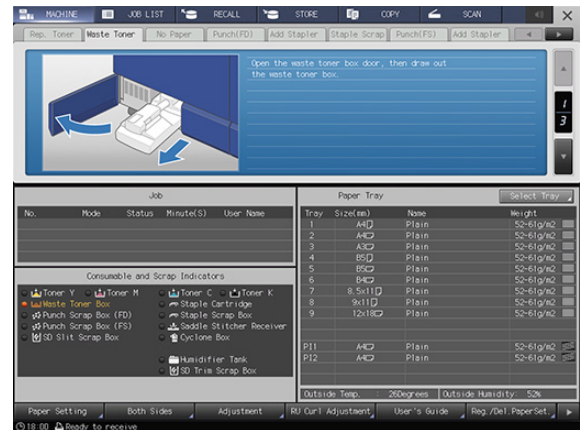 MACHINE JOB LIST RECALL STORE COPY SCAN
Rep. Toner Waste Toner No Paper Punch(FD) Add Stapler Staple Scrap Punch(FS) Add Stapler
Open the waste toner box door, then draw out
the waste toner box.
1
3
Job
No. Mode Status Minute(S) User Name
Paper Tray Select Tray
Tray Size(mm) Name Weight
1 A4 Plain 52-61g/m2
2 A4 Plain 52-61g/m2
3 A3 Plain 52-61g/m2
4 B5 Plain 52-61g/m2
5 B5 Plain 52-61g/m2
6 B4 Plain 52-61g/m2
7 8.5x11 Plain 52-61g/m2
8 9x11 Plain 52-61g/m2
9 12x18 Plain 52-61g/m2
PI1 A4 Plain 52-61g/m2
PI2 A4 Plain 52-61g/m2
Outside Temp. : 26Degrees Outside Humidity: 52%
Consumable and Scrap Indicators
Toner Y Toner M Toner C Toner K
Waste Toner Box Staple Cartridge
Punch Scrap Box (FD) Staple Scrap Box
Punch Scrap Box (FS) Saddle Stitcher Receiver
SD Slit Scrap Box Cyclone Box
Humidifier Tank
SD Trim Scrap Box
Paper Setting Both Sides Adjustment RU Curl Adjustment User's Guide Reg./Del.PaperSet.
18:00 Ready to receive